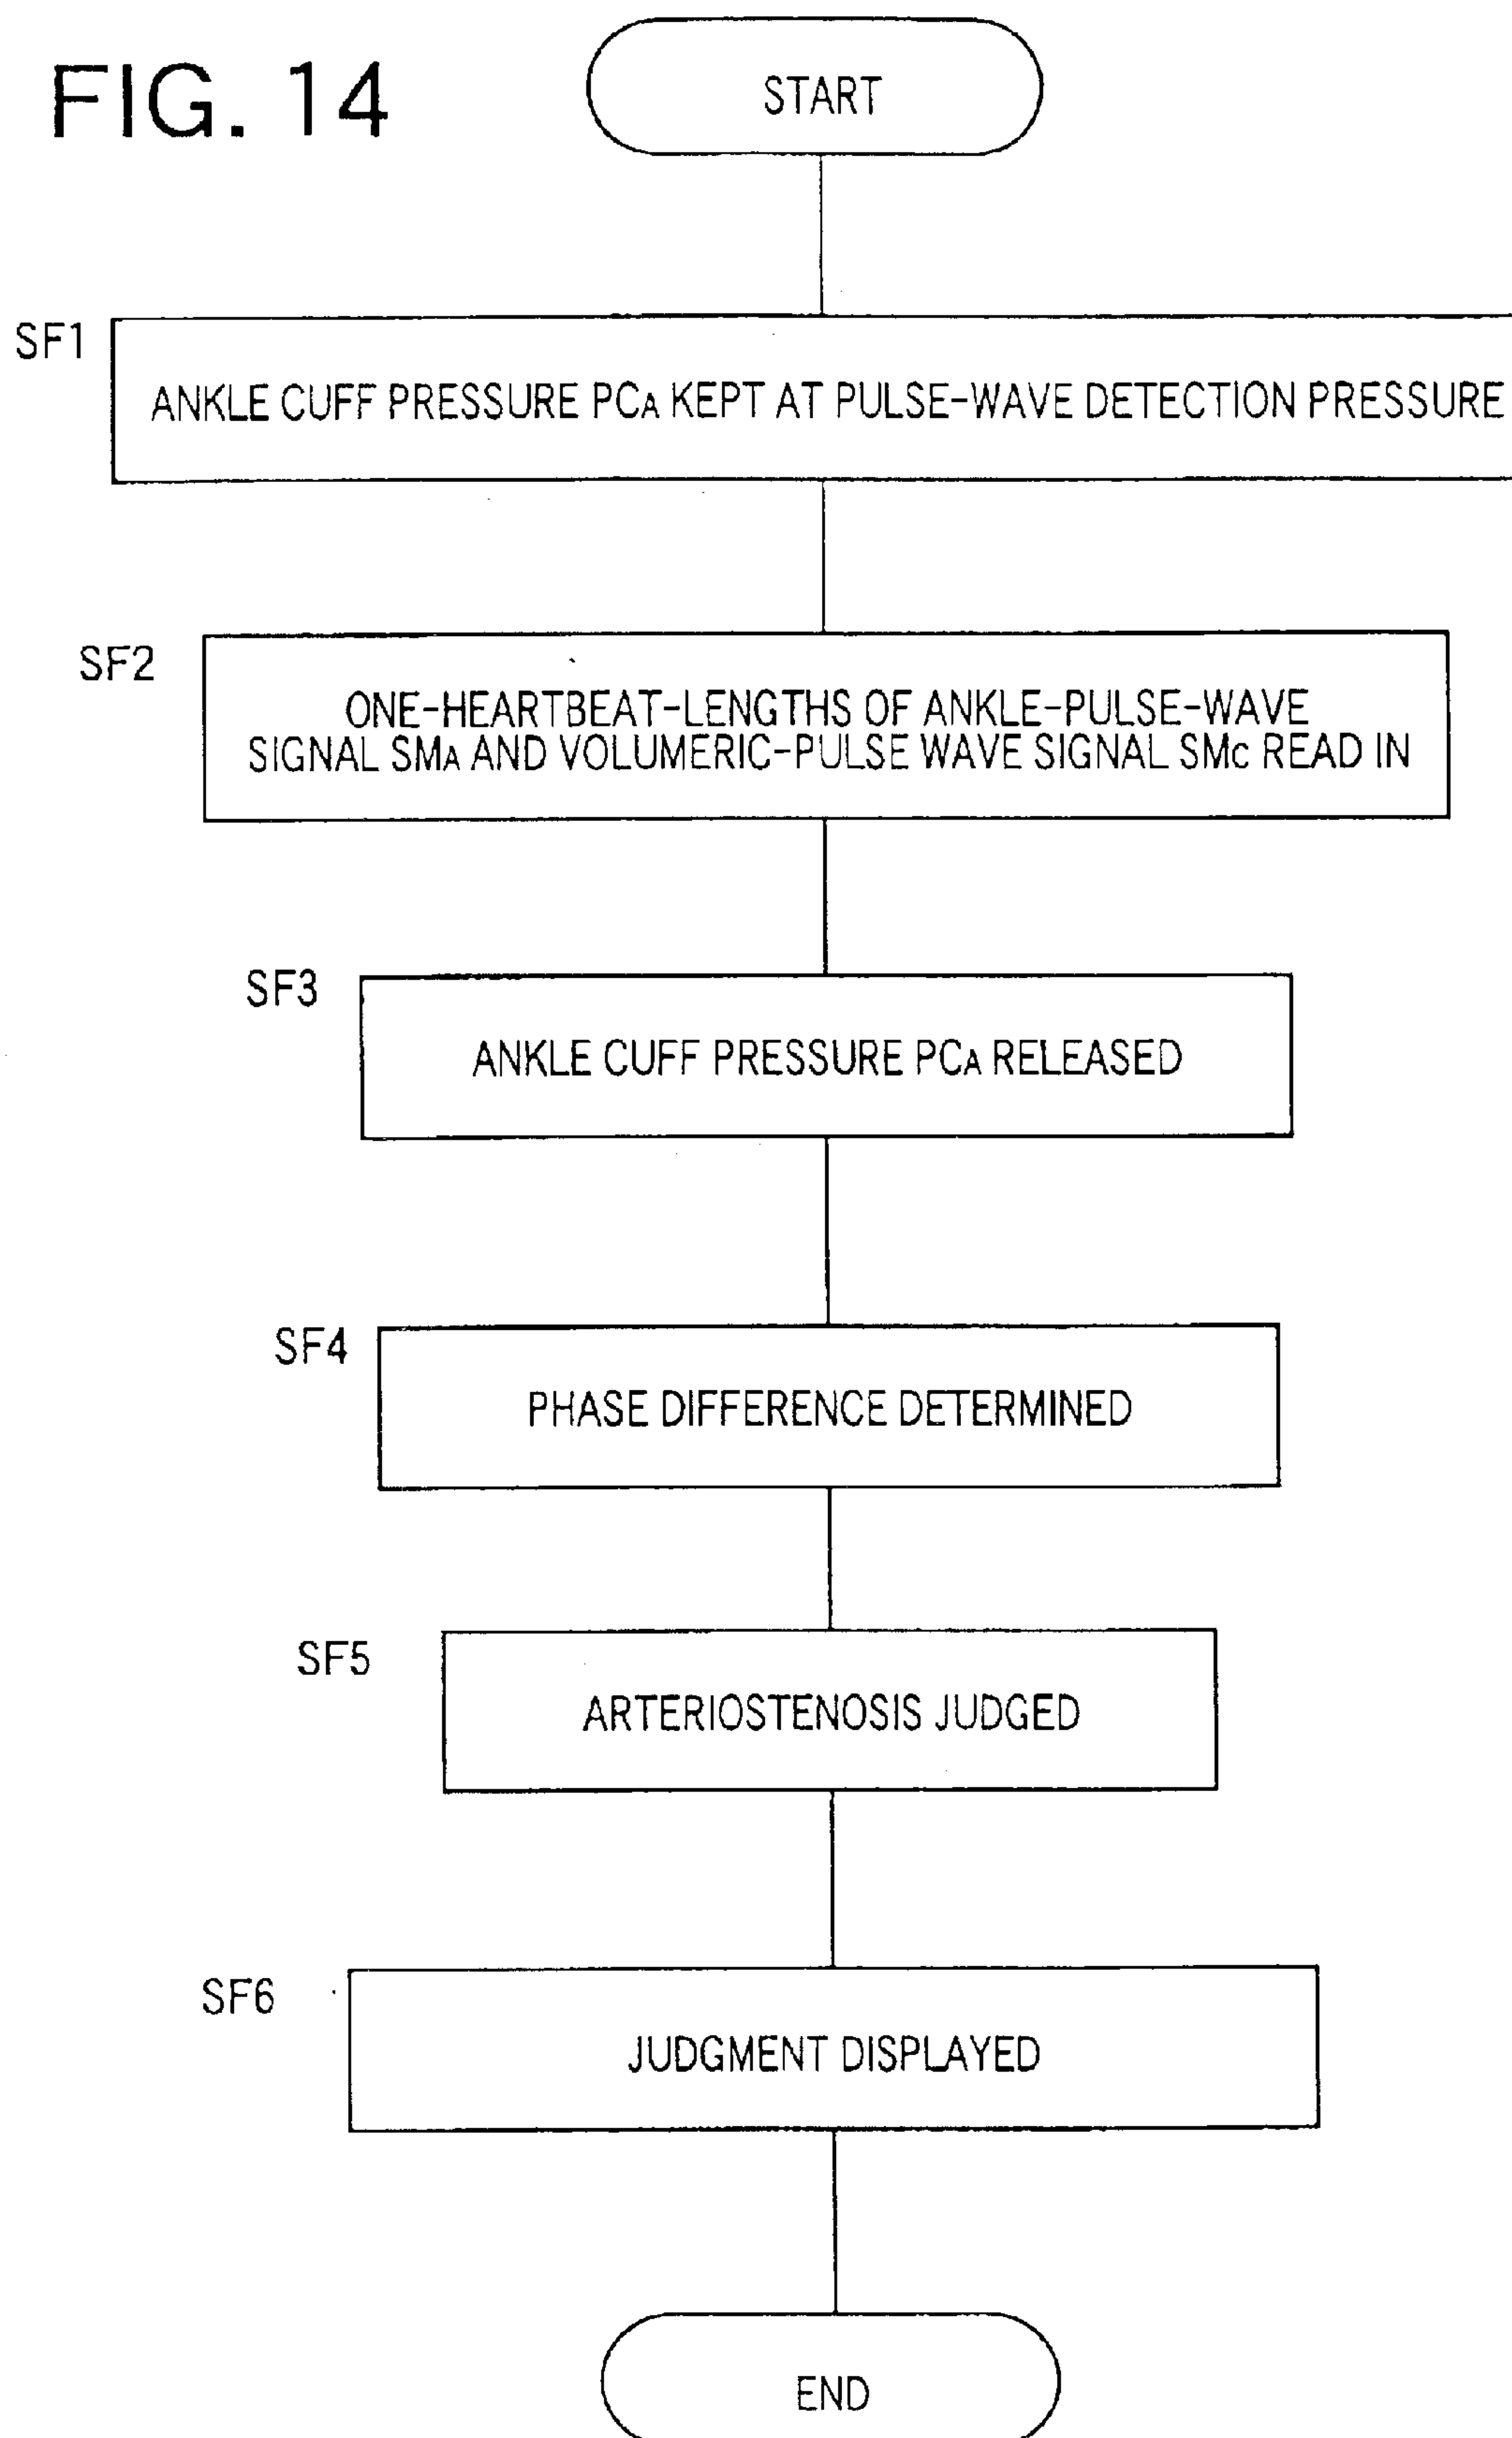 FIG. 14
START
SF1
ANKLE CUFF PRESSURE PCA KEPT AT PULSE-WAVE DETECTION PRESSURE
SF2
ONE-HEARTBEAT-LENGTHS OF ANKLE-PULSE-WAVE
SIGNAL SMA AND VOLUMERIC-PULSE WAVE SIGNAL SMC READ IN
SF3
ANKLE CUFF PRESSURE PCA RELEASED
SF4
PHASE DIFFERENCE DETERMINED
SF5
ARTERIOSTENOSIS JUDGED
SF6
JUDGMENT DISPLAYED
END